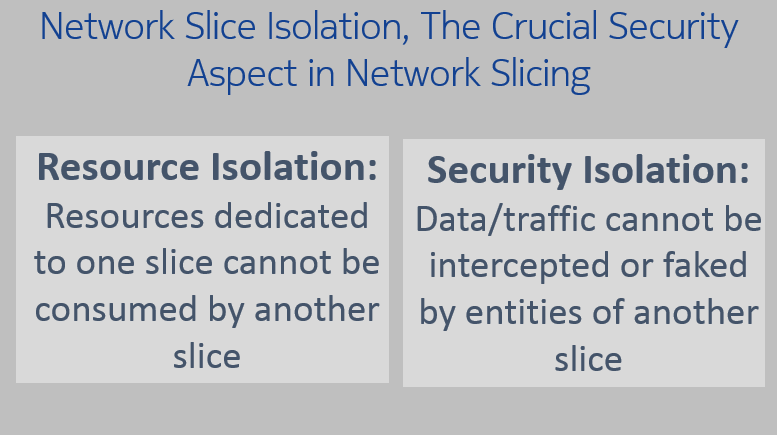 Network Slice Isolation, The Crucial Security
Aspect in Network Slicing
Resource Isolation:
Resources dedicated
to one slice cannot be
consumed by another
slice
Security Isolation:
Data/traffic cannot be
intercepted or faked
by entities of another
slice